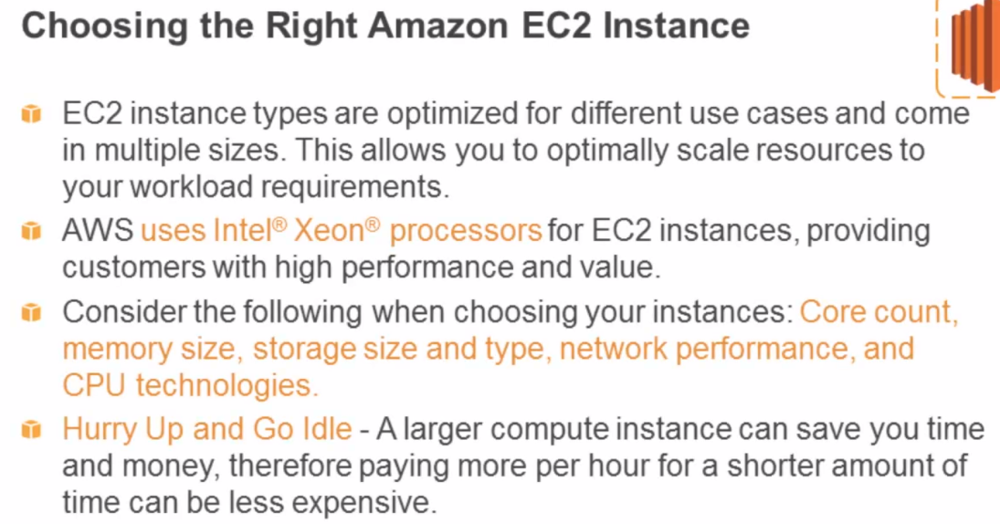 Choosing the Right Amazon EC2 Instance
EC2 instance types are optimized for different use cases and come
in multiple sizes. This allows you to optimally scale resources to
your workload requirements.
AWS uses Intel® Xeon® processors for EC2 instances, providing
customers with high performance and value.
Consider the following when choosing your instances: Core count,
memory size, storage size and type, network performance, and
CPU technologies.
Hurry Up and Go Idle - A larger compute instance can save you time
and money, therefore paying more per hour for a shorter amount of
time can be less expensive.